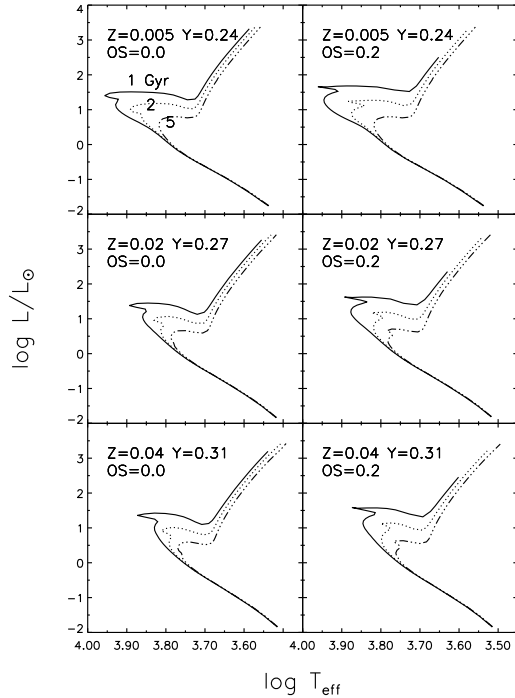 Z=0.005 Y=0.24
OS=0.0
1 Gyr
2
5
4
3
2
1
0
-1
-2
Z=0.005 Y=0.24
OS=0.2
Z=0.02 Y=0.27
OS=0.0
3
2
1
0
-1
-2
Z=0.02 Y=0.27
OS=0.2
Z=0.04 Y=0.31
OS=0.0
3
2
1
0
-1
-2
Z=0.04 Y=0.31
OS=0.2
4.00 3.90 3.80 3.70 3.60
4.00 3.90 3.80 3.70 3.60 3.50
log L/L☉
log Teff